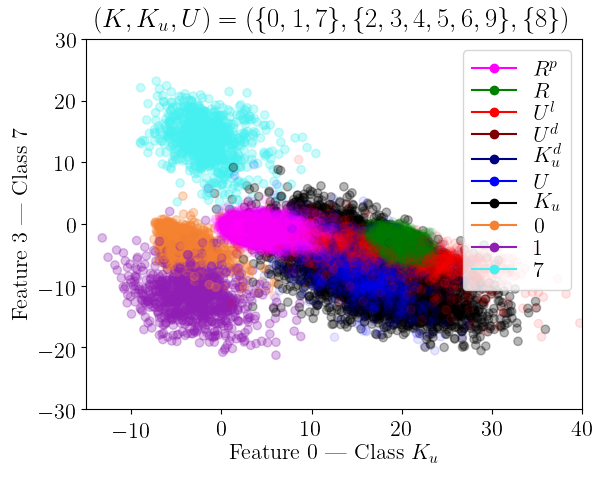 (K, K_u, U) = ({0, 1, 7}, {2, 3, 4, 5, 6, 9}, {8})
30
20
10
0
−10
−20
−30
Feature 3 — Class 7
R^p
R
U^l
U^d
K_u^d
U
K_u
0
1
7
−10
0
10
20
30
40
Feature 0 — Class K_u